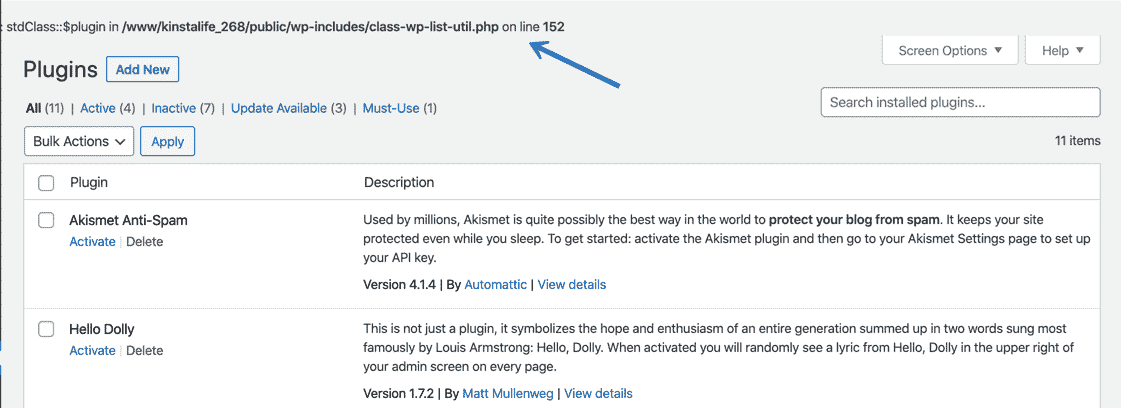 : stdClass::$plugin in /www/kinstalife_268/public/wp-includes/class-wp-list-util.php on line 152
Screen Options Help
Plugins Add New
All (11) | Active (4) | Inactive (7) | Update Available (3) | Must-Use (1)
Search installed plugins...
Bulk Actions Apply
11 items
Plugin Description
Akismet Anti-Spam
Activate | Delete
Used by millions, Akismet is quite possibly the best way in the world to protect your blog from spam. It keeps your site
protected even while you sleep. To get started: activate the Akismet plugin and then go to your Akismet Settings page to set up
your API key.
Version 4.1.4 | By Automattic | View details
Hello Dolly
Activate | Delete
This is not just a plugin, it symbolizes the hope and enthusiasm of an entire generation summed up in two words sung most
famously by Louis Armstrong: Hello, Dolly. When activated you will randomly see a lyric from Hello, Dolly in the upper right of
your admin screen on every page.
Version 1.7.2 | By Matt Mullenweg | View details